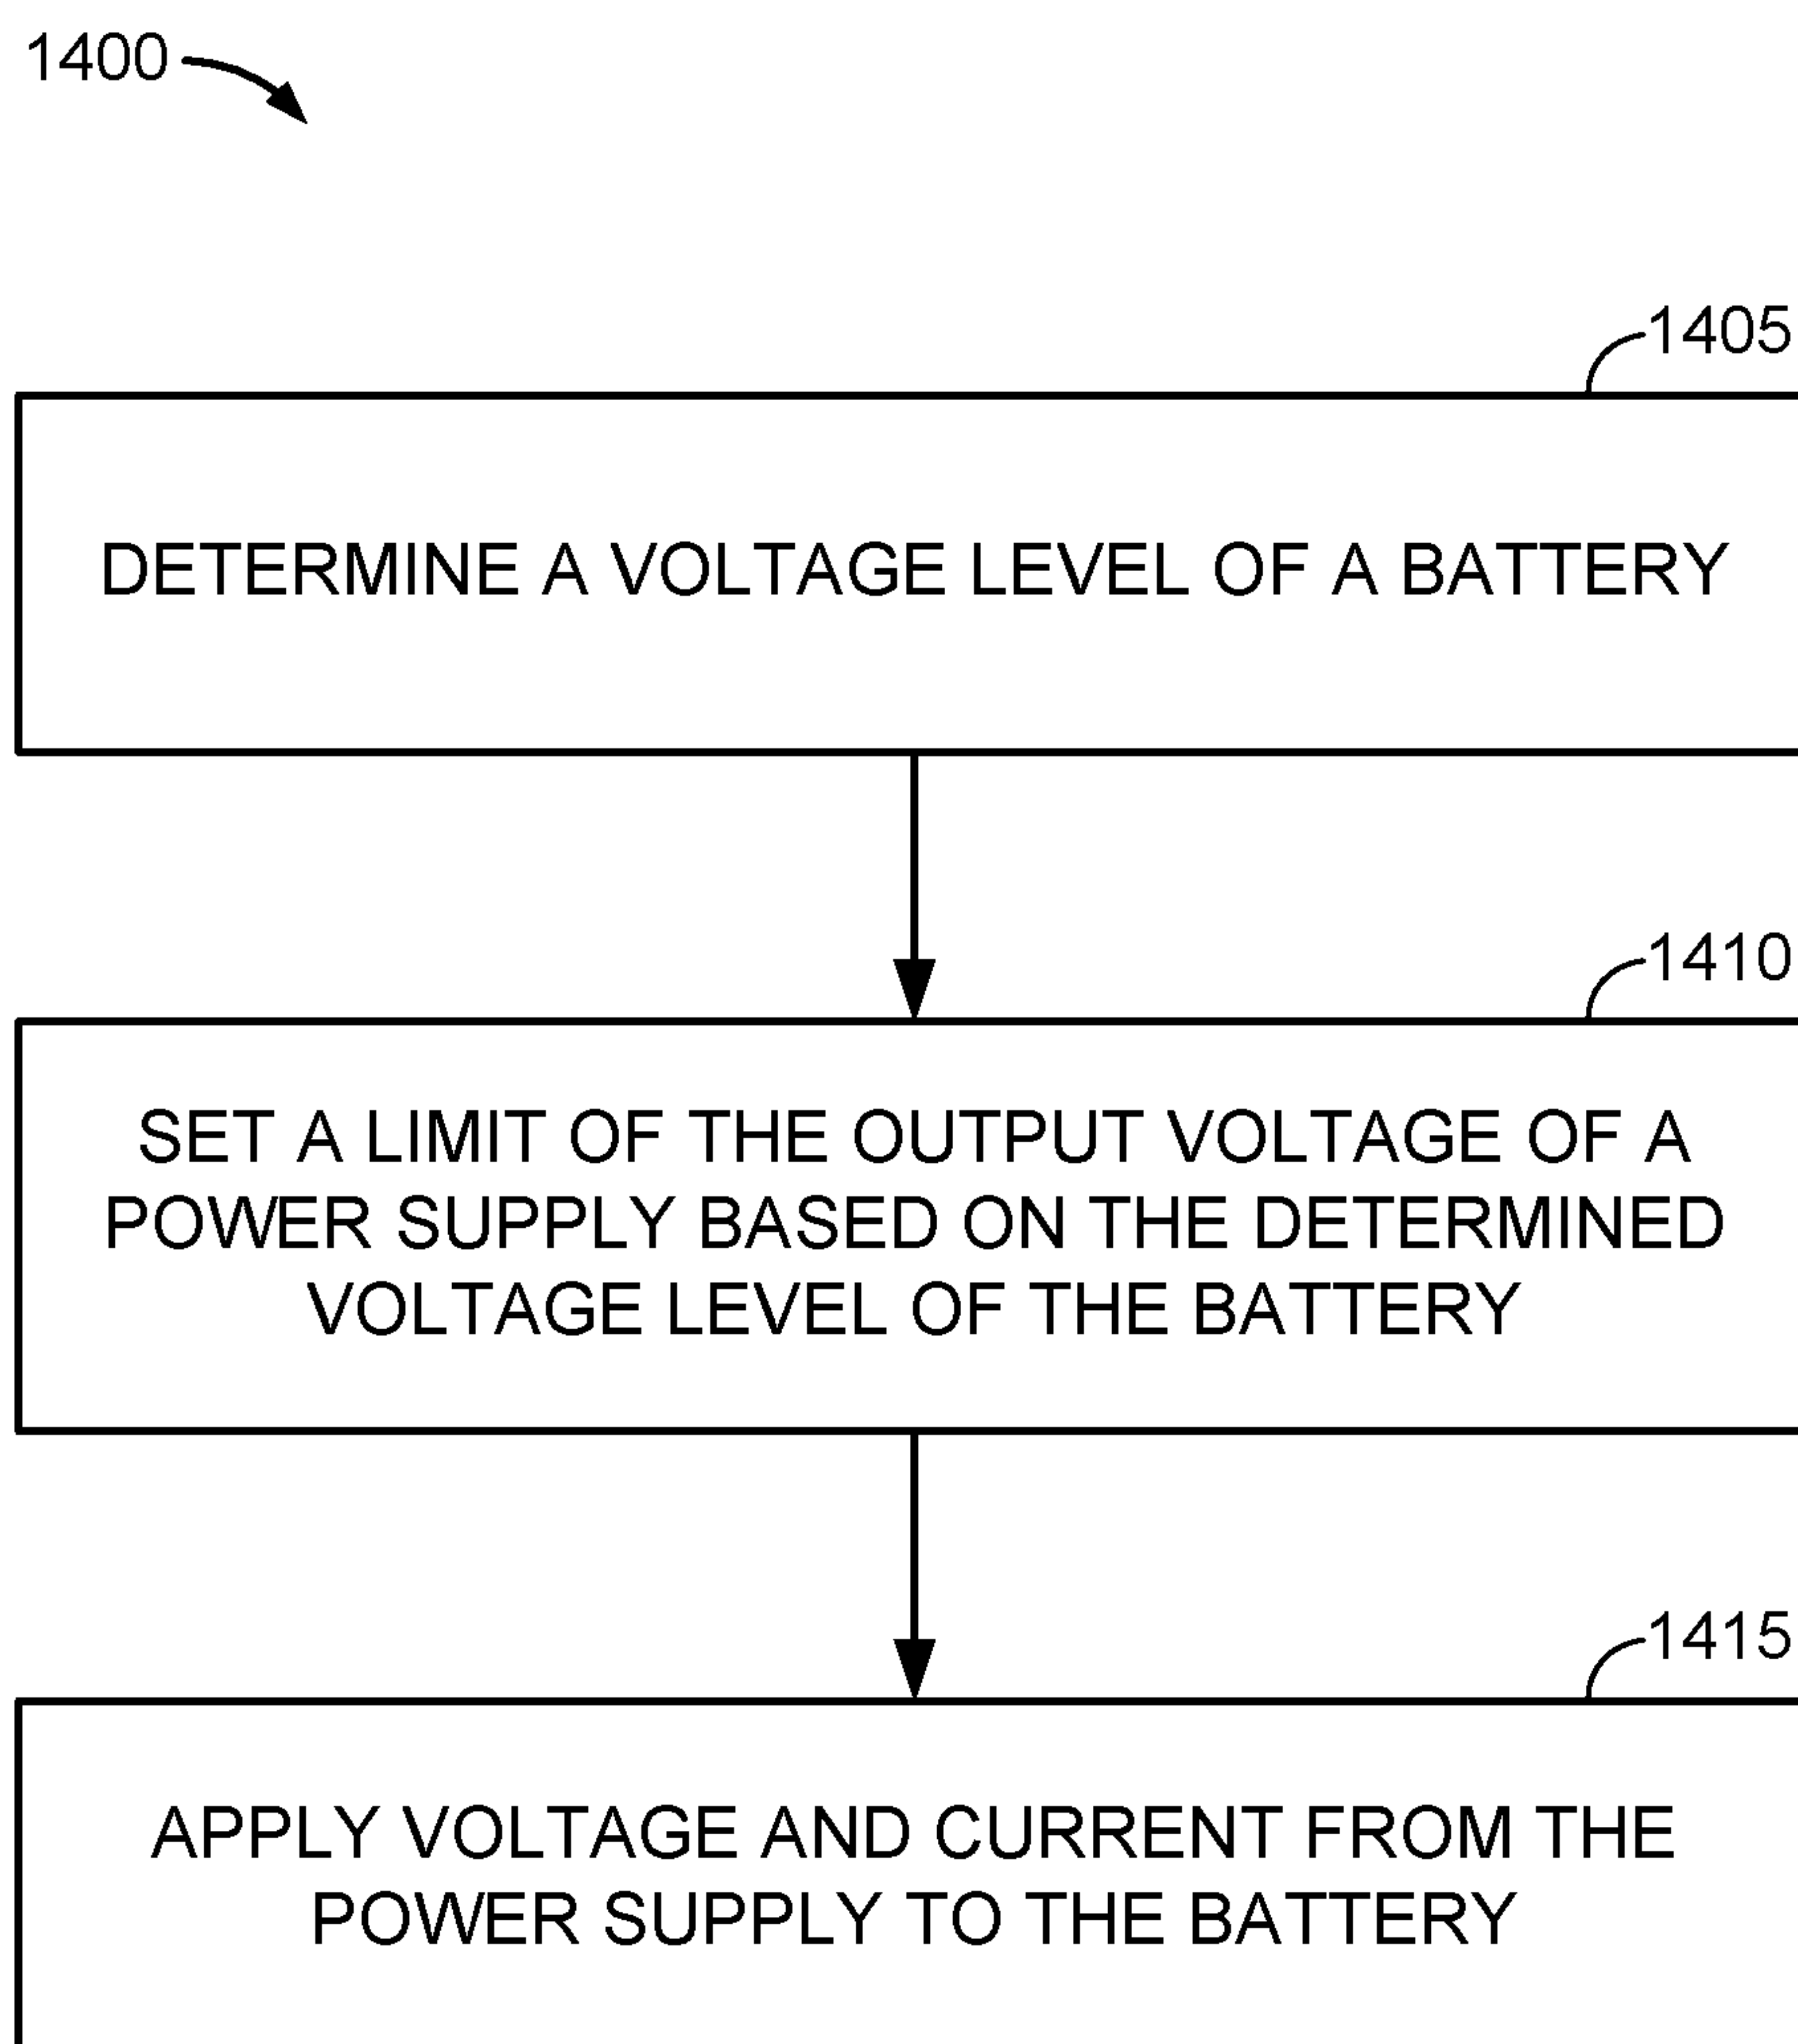 1400
1405
DETERMINE A VOLTAGE LEVEL OF A BATTERY
1410
SET A LIMIT OF THE OUTPUT VOLTAGE OF A
POWER SUPPLY BASED ON THE DETERMINED
VOLTAGE LEVEL OF THE BATTERY
1415
APPLY VOLTAGE AND CURRENT FROM THE
POWER SUPPLY TO THE BATTERY